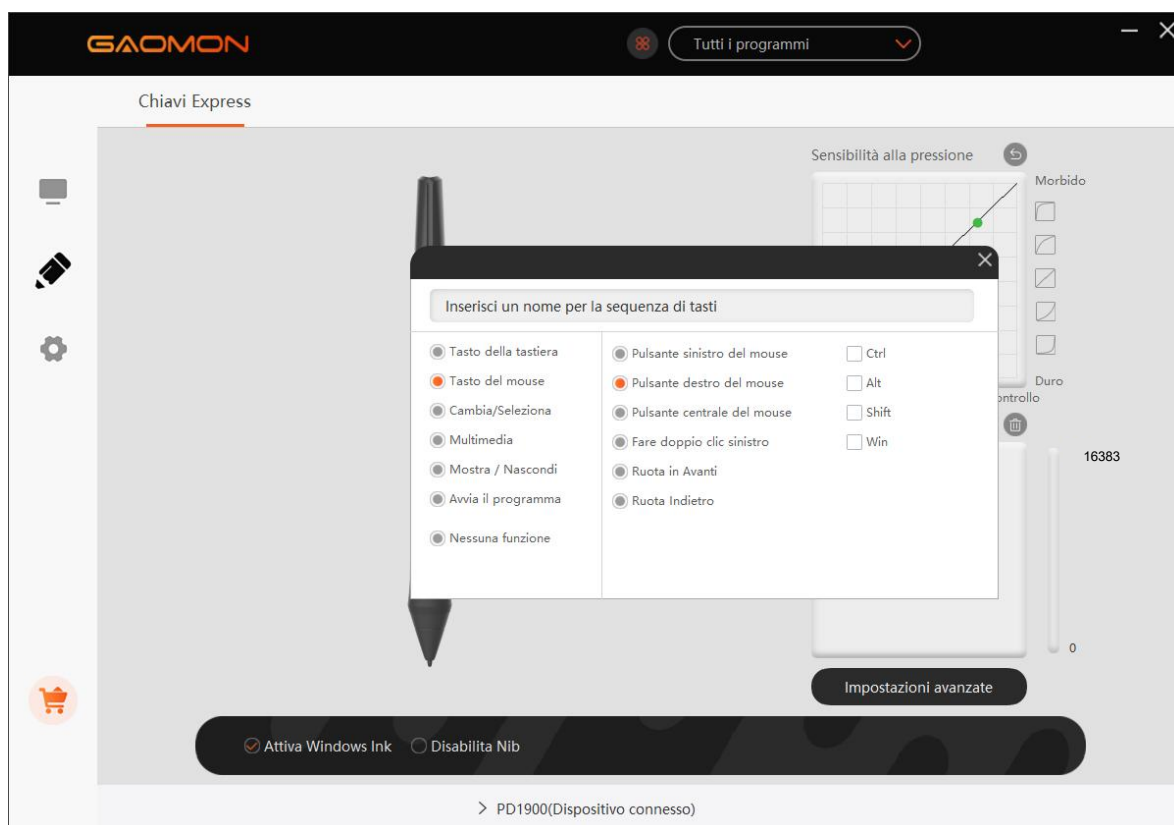 GAOMON
Tutti i programmi
Chiavi Express
Sensibilità alla pressione
Morbido
Inserisci un nome per la sequenza di tasti
Tasto della tastiera
Pulsante sinistro del mouse
Ctrl
Tasto del mouse
Pulsante destro del mouse
Alt
Duro
Cambia/Seleziona
Pulsante centrale del mouse
Shift
Multimedia
Fare doppio clic sinistro
Win
16383
Mostra / Nascondi
Ruota in Avanti
Avvia il programma
Ruota Indietro
Nessuna funzione
0
Impostazioni avanzate
Attiva Windows Ink
Disabilita Nib
PD1900(Dispositivo connesso)